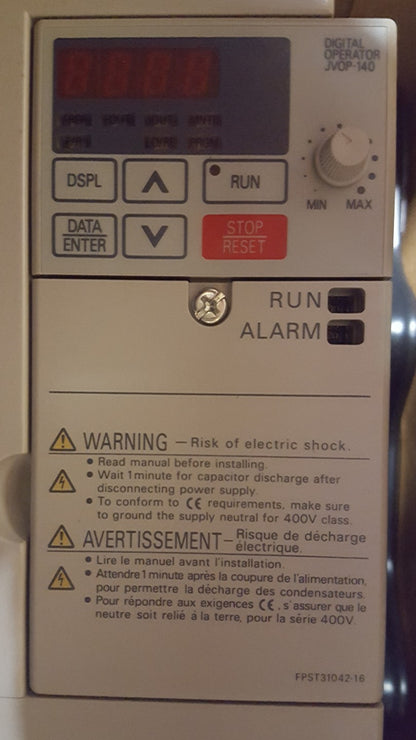 DIGITAL
OPERATOR
JVOP-140
DSPL
RUN
MIN MAX
DATA
ENTER
STOP
RESET
RUN
ALARM
WARNING – Risk of electric shock.
• Read manual before installing.
• Wait 1 minute for capacitor discharge after
disconnecting power supply.
• To conform to CE requirements, make sure
to ground the supply neutral for 400V class.
AVERTISSEMENT – Risque de décharge
électrique.
• Lire le manuel avant l'installation.
• Attendre 1 minute après la coupure de l'alimentation,
pour permettre la décharge des condensateurs.
• Pour répondre aux exigences CE, s'assurer que le
neutre soit relié à la terre, pour la série 400V.
FPST31042-16